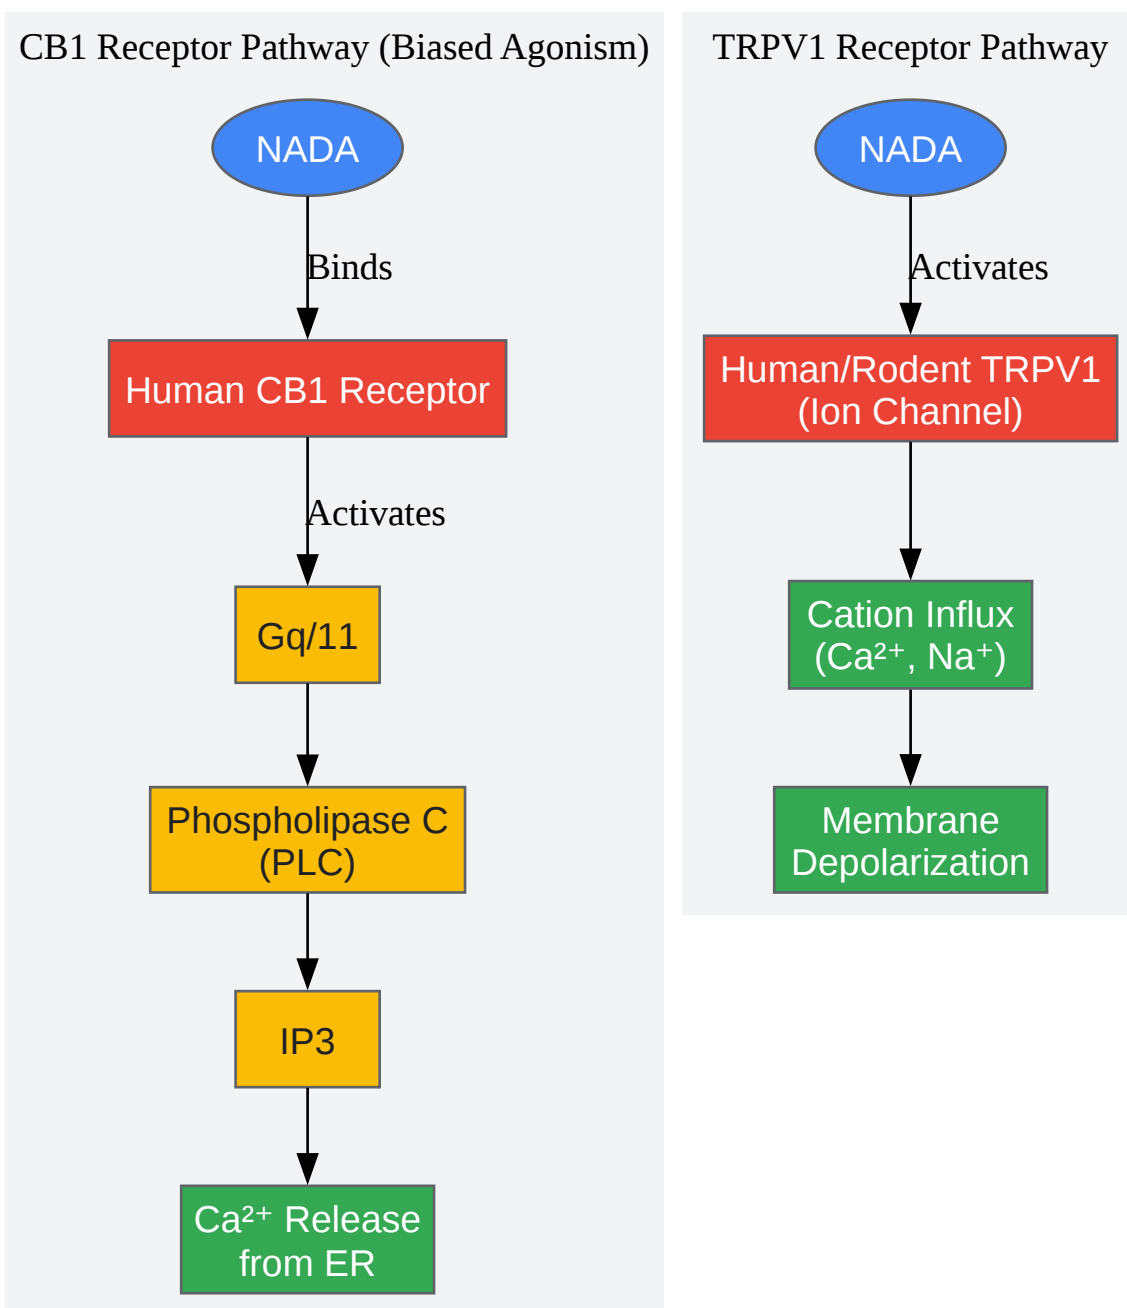 CB1 Receptor Pathway (Biased Agonism)
NADA
Binds
Human CB1 Receptor
Activates
Gq/11
Phospholipase C
(PLC)
IP3
Ca²⁺ Release
from ER
TRPV1 Receptor Pathway
NADA
Activates
Human/Rodent TRPV1
(Ion Channel)
Cation Influx
(Ca²⁺, Na⁺)
Membrane
Depolarization